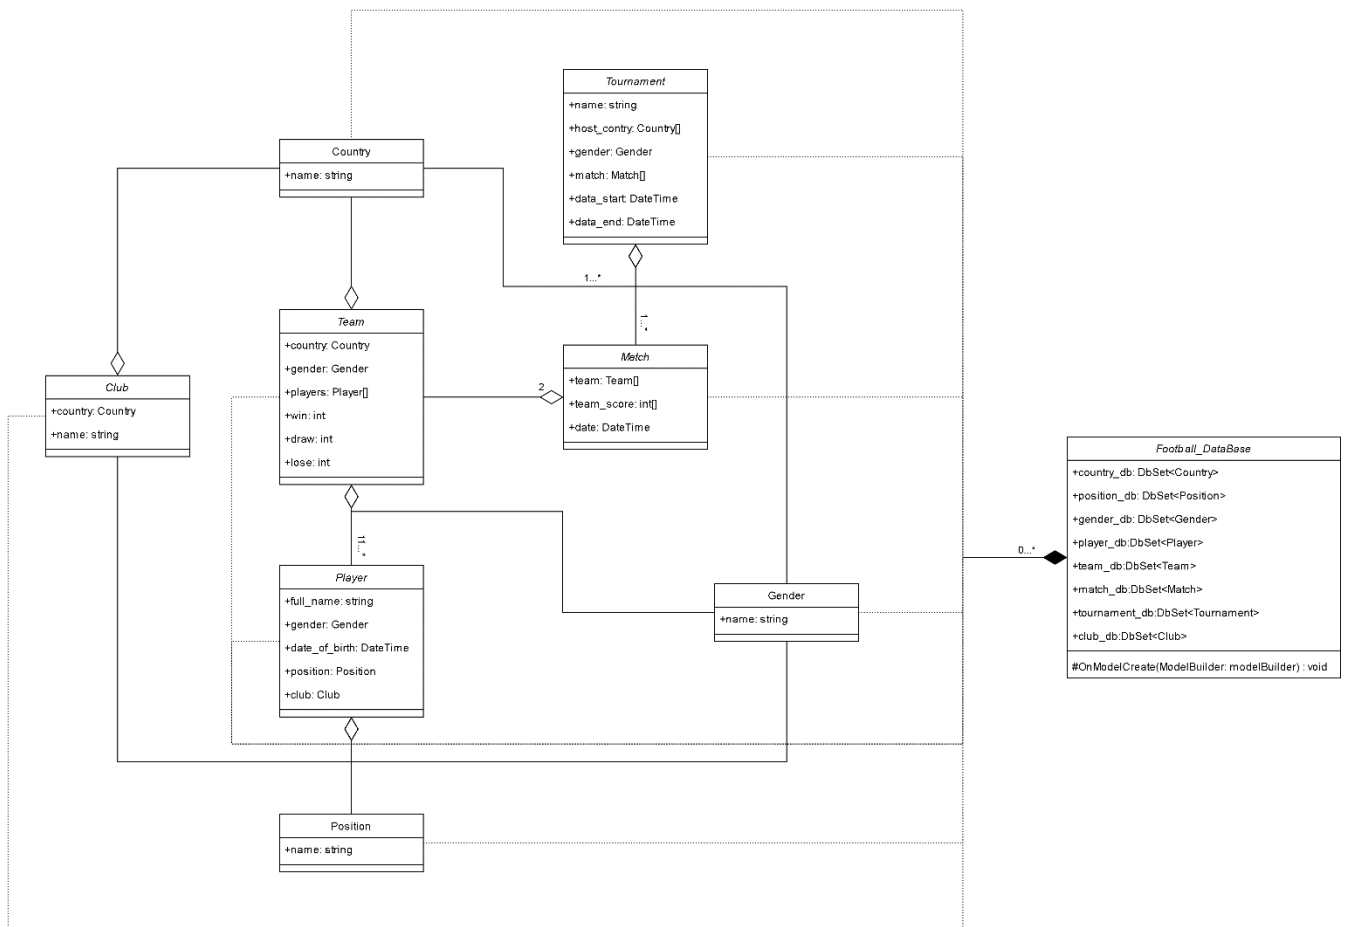 Tournament
+name: string
+host_contry: Country[]
+gender: Gender
+match: Match[]
+data_start: DateTime
+data_end: DateTime
Country
+name: string
1...*
1...*
Team
+country: Country
+gender: Gender
+players: Player[]
+win: int
+draw: int
+lose: int
Match
+team: Team[]
+team_score: int[]
+date: DateTime
2
Club
+country: Country
+name: string
Football_DataBase
+country_db: DbSet<Country>
+position_db: DbSet<Position>
+gender_db: DbSet<Gender>
+player_db:DbSet<Player>
+team_db:DbSet<Team>
+match_db:DbSet<Match>
+tournament_db:DbSet<Tournament>
+club_db:DbSet<Club>
#OnModelCreate(ModelBuilder: modelBuilder) : void
0...*
11...*
Player
+full_name: string
+gender: Gender
+date_of_birth: DateTime
+position: Position
+club: Club
Gender
+name: string
Position
+name: string